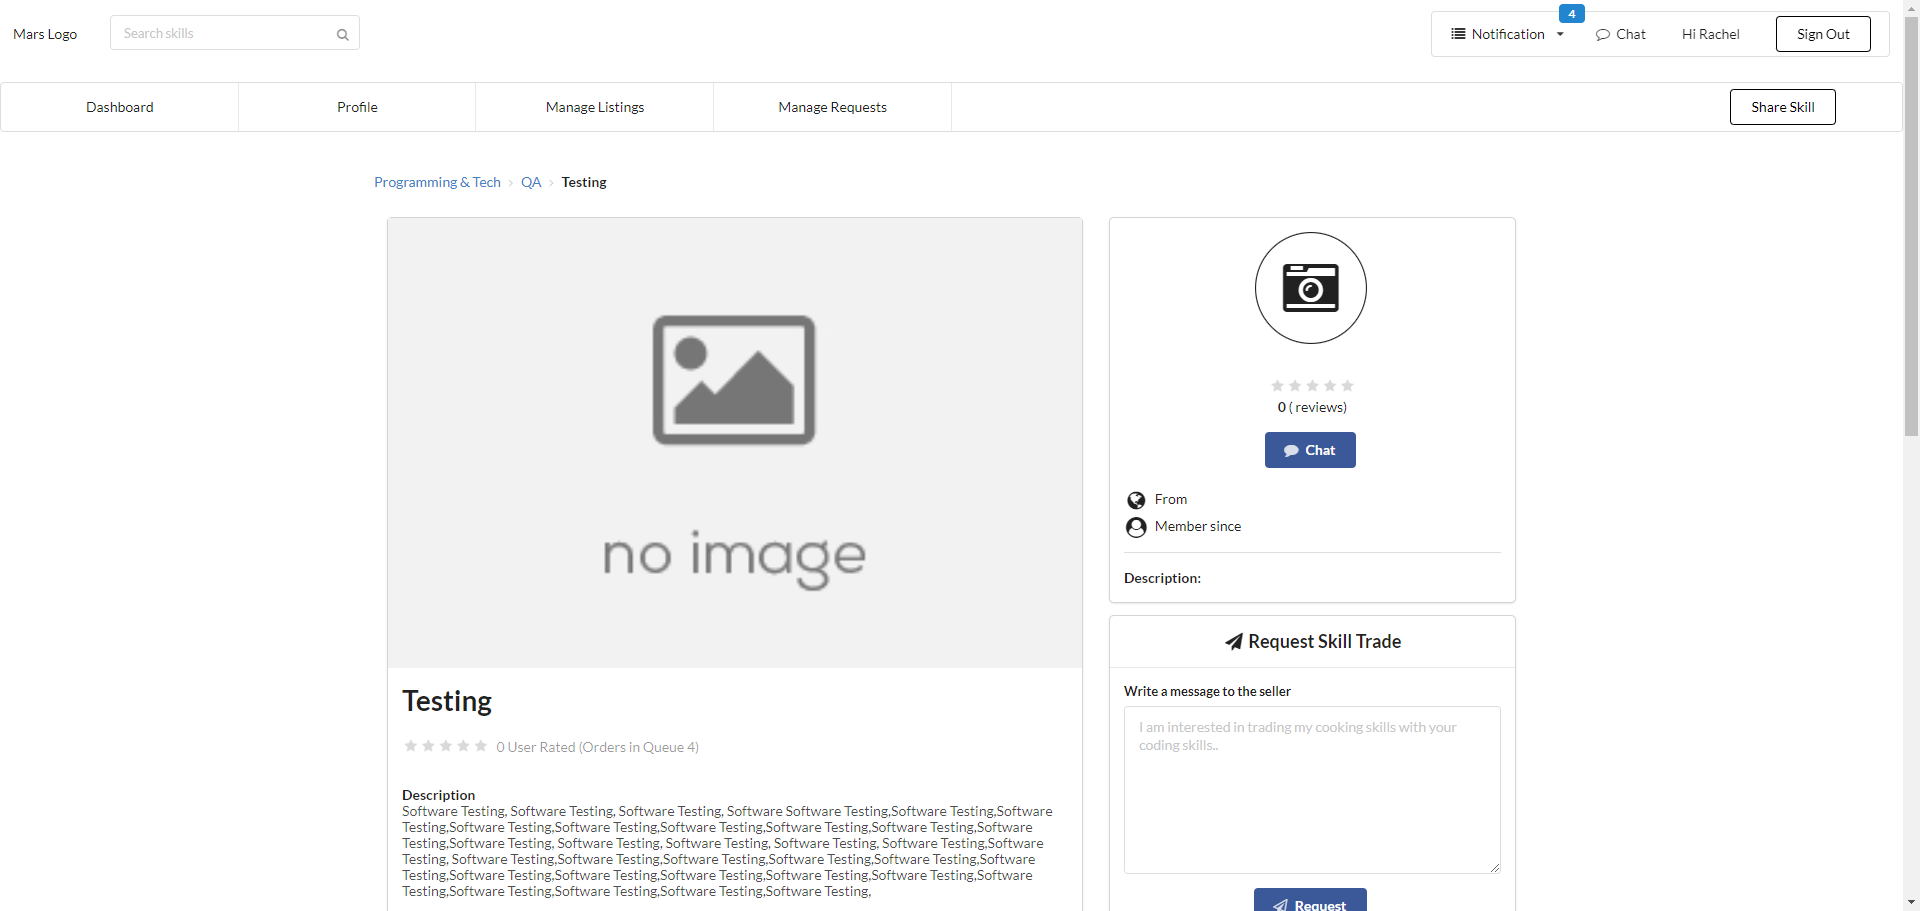 Mars Logo
Search skills
4
Notification
Chat
Hi Rachel
Sign Out
Dashboard
Profile
Manage Listings
Manage Requests
Share Skill
Programming & Tech
QA
Testing
no image
Testing
0 User Rated (Orders in Queue 4)
Description
Software Testing, Software Testing, Software Testing, Software Software Testing,Software Testing,Software
Testing,Software Testing,Software Testing,Software Testing,Software Testing,Software Testing,Software
Testing,Software Testing, Software Testing, Software Testing, Software Testing, Software Testing,Software
Testing, Software Testing,Software Testing,Software Testing,Software Testing,Software Testing,Software
Testing,Software Testing,Software Testing,Software Testing,Software Testing,Software Testing,Software
Testing,Software Testing,Software Testing,Software Testing,Software Testing,
0 ( reviews)
Chat
From
Member since
Description:
Request Skill Trade
Write a message to the seller
I am interested in trading my cooking skills with your
coding skills..
Request